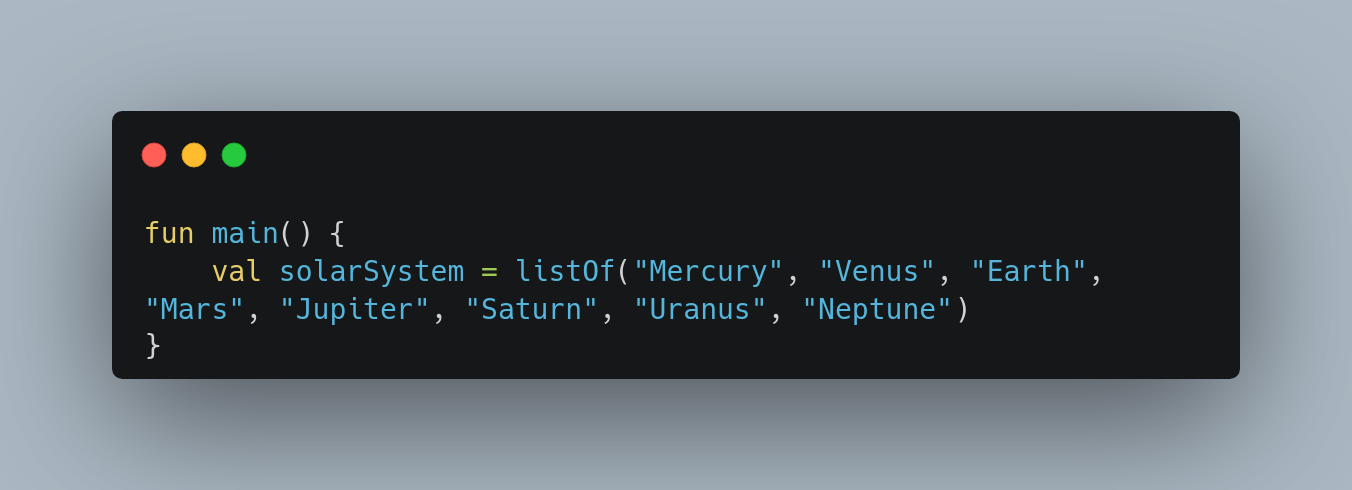 fun main() {
    val solarSystem = listOf("Mercury", "Venus", "Earth",
"Mars", "Jupiter", "Saturn", "Uranus", "Neptune")
}